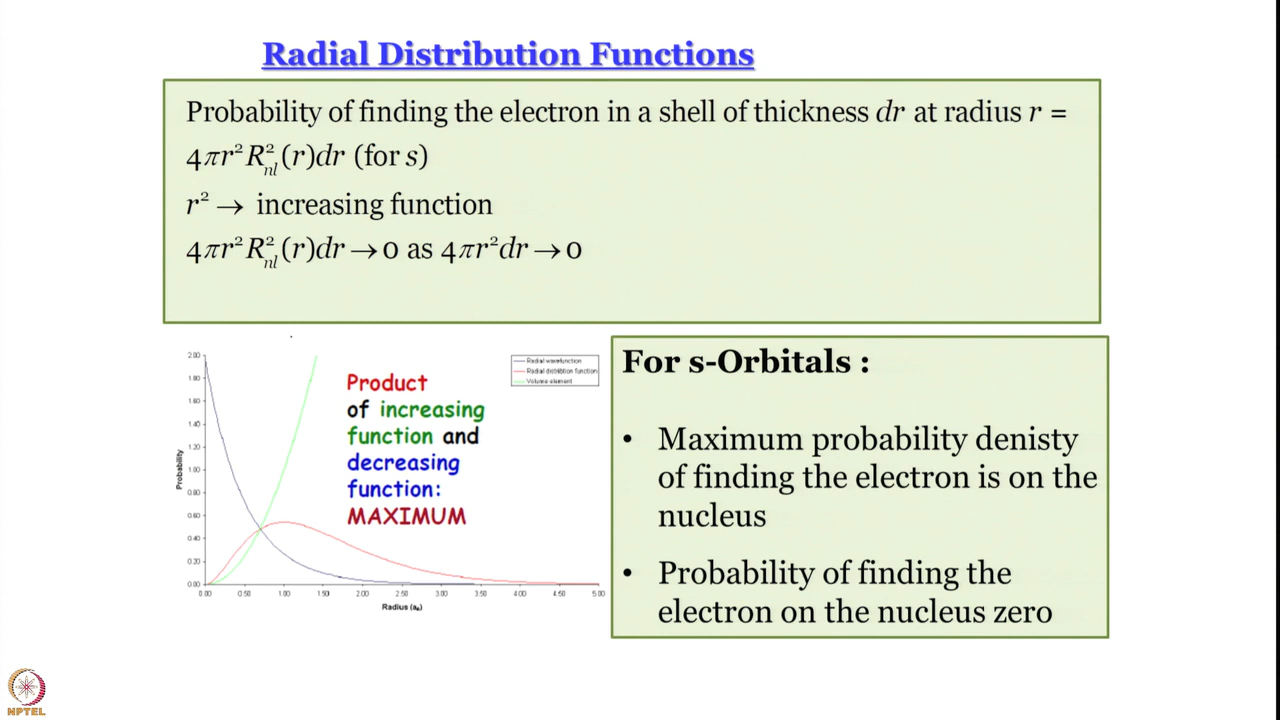 Radial Distribution Functions
Probability of finding the electron in a shell of thickness dr at radius r =
4πr²R²nl(r)dr (for s)
r² → increasing function
4πr²R²nl(r)dr → 0 as 4πr²dr → 0
2.00
1.80
1.60
1.40
1.20
1.00
0.80
0.60
0.40
0.20
0.00
Probability
0.00 0.50 1.00 1.50 2.00 2.50 3.00 3.50 4.00 4.50 5.00
Radius (a₀)
Radial wavefunction
Radial distribtion function
Volume element
Product
of increasing
function and
decreasing
function:
MAXIMUM
For s-Orbitals :
• Maximum probability denisty
of finding the electron is on the
nucleus
• Probability of finding the
electron on the nucleus zero
NPTEL